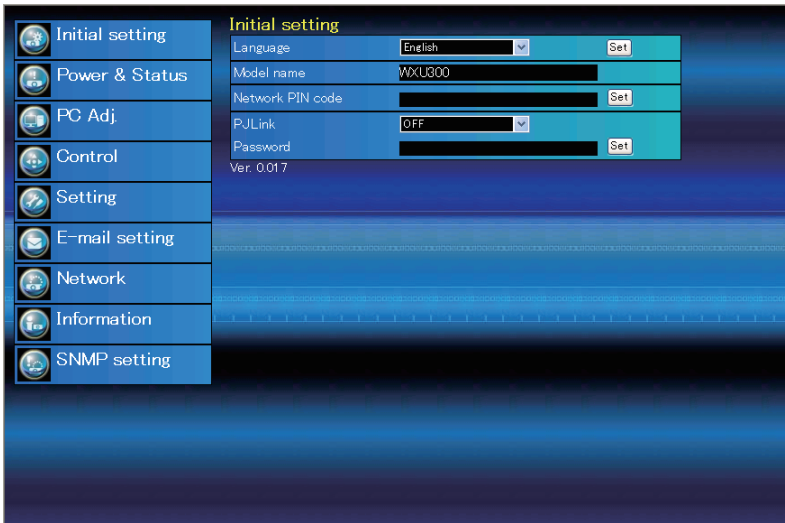 Initial setting
Power & Status
PC Adj.
Control
Setting
E-mail setting
Network
Information
SNMP setting
Initial setting
Language English Set
Model name WXU300
Network PIN code Set
PJLink OFF
Password Set
Ver. 0.017